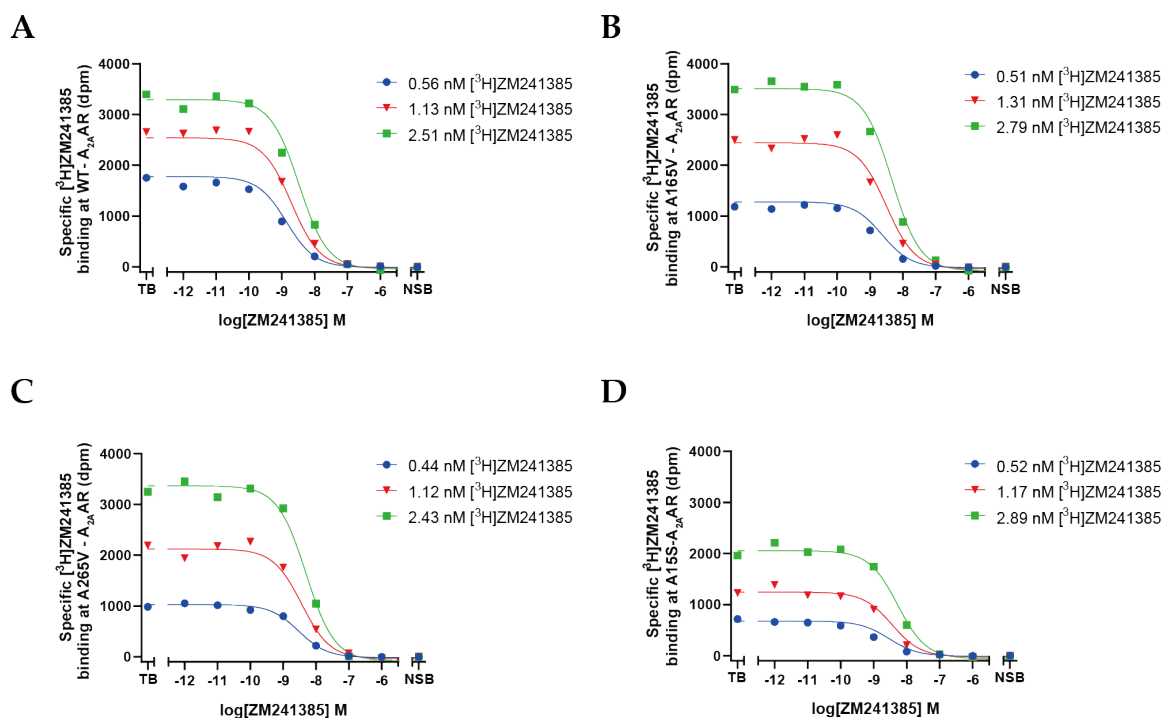 A
Specific [³H]ZM241385
binding at WT- A₂ₐAR (dpm)
4000
3000
2000
1000
0
TB
-12
-11
-10
-9
-8
-7
-6
NSB
log[ZM241385] M
0.56 nM [³H]ZM241385
1.13 nM [³H]ZM241385
2.51 nM [³H]ZM241385
B
Specific [³H]ZM241385
binding at A165V - A₂ₐAR (dpm)
4000
3000
2000
1000
0
TB
-12
-11
-10
-9
-8
-7
-6
NSB
log[ZM241385] M
0.51 nM [³H]ZM241385
1.31 nM [³H]ZM241385
2.79 nM [³H]ZM241385
C
Specific [³H]ZM241385
binding at A265V - A₂ₐAR (dpm)
4000
3000
2000
1000
0
TB
-12
-11
-10
-9
-8
-7
-6
NSB
log[ZM241385] M
0.44 nM [³H]ZM241385
1.12 nM [³H]ZM241385
2.43 nM [³H]ZM241385
D
Specific [³H]ZM241385
binding at A15S-A₂ₐAR (dpm)
4000
3000
2000
1000
0
TB
-12
-11
-10
-9
-8
-7
-6
NSB
log[ZM241385] M
0.52 nM [³H]ZM241385
1.17 nM [³H]ZM241385
2.89 nM [³H]ZM241385